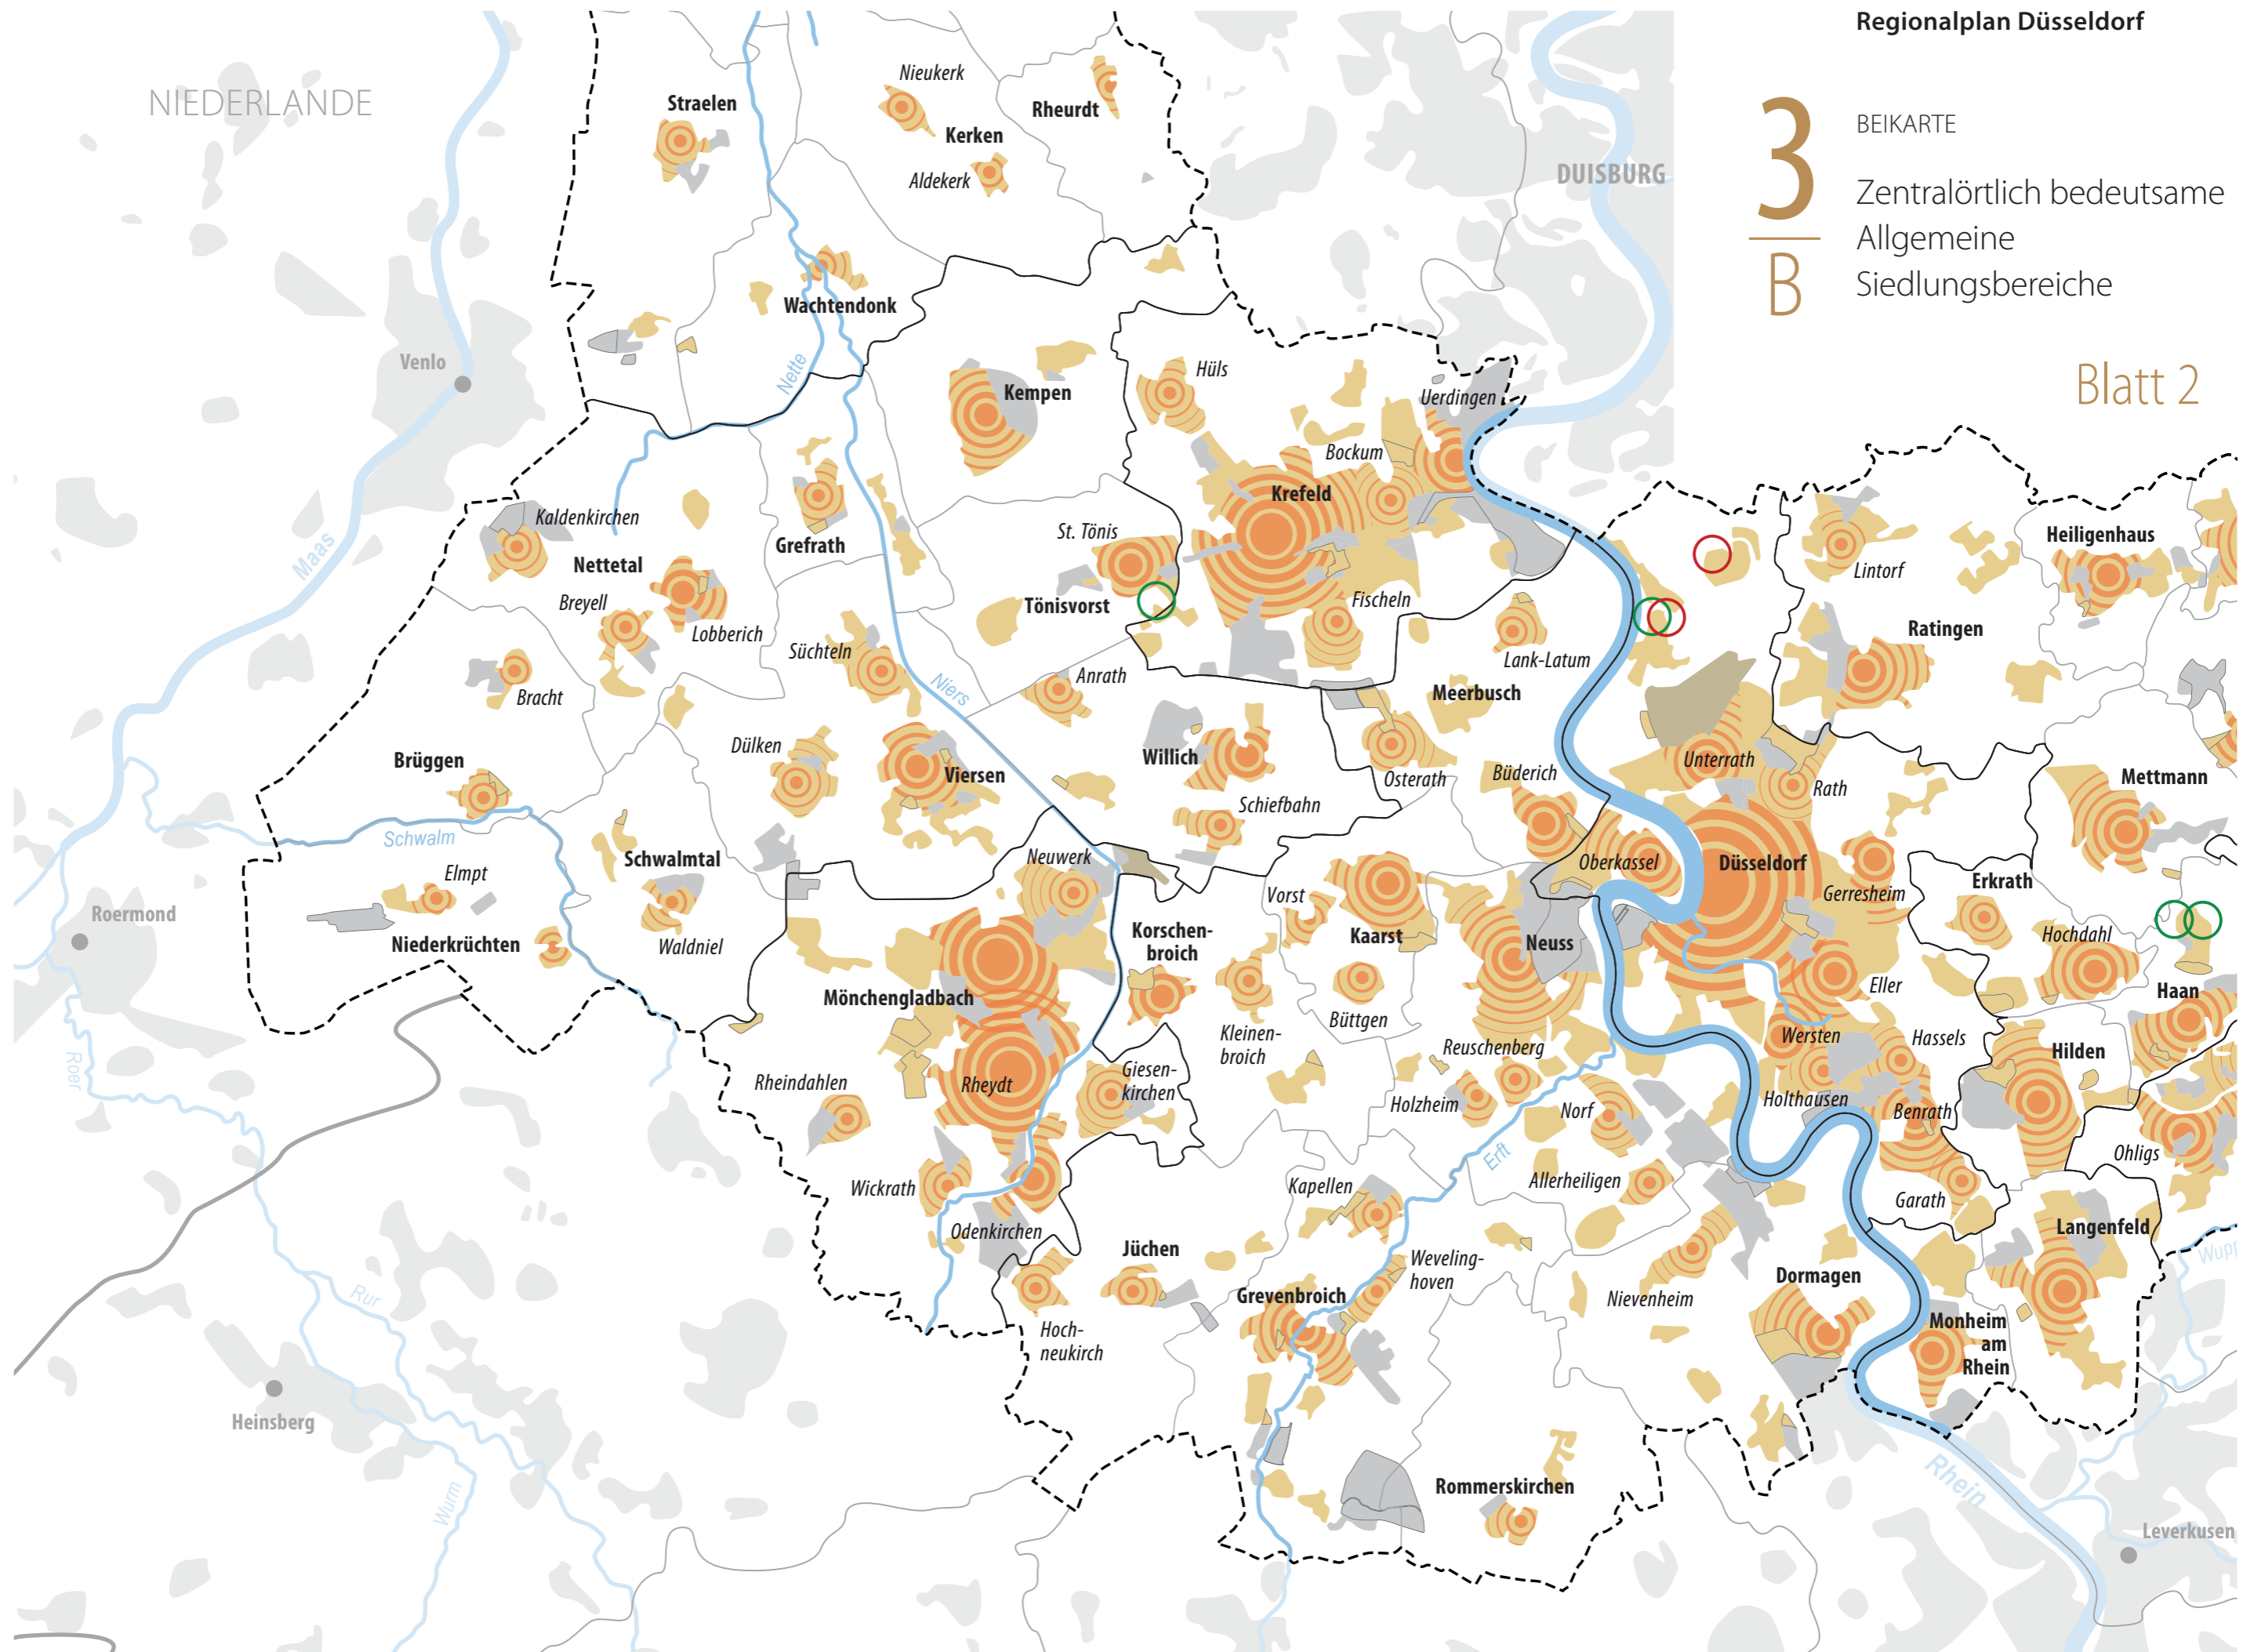 Regionalplan Düsseldorf
3
B
BEIKARTE
Zentralörtlich bedeutsame
Allgemeine
Siedlungsbereiche
Blatt 2
NIEDERLANDE
Nieukerk
Straelen
Rheurdt
Kerken
Aldekerk
DUISBURG
Wachtendonk
Venlo
Nette
Hüls
Kempen
Uerdingen
Bockum
Krefeld
Kaldenkirchen
St. Tönis
Grefrath
Heiligenhaus
Maas
Nettetal
Lintorf
Breyell
Tönisvorst
Fischeln
Lobberich
Ratingen
Süchteln
Lank-Latum
Anrath
Niers
Meerbusch
Bracht
Dülken
Willich
Unterrath
Brüggen
Viersen
Osterath
Büderich
Mettmann
Rath
Schiefbahn
Schwalm
Neuwerk
Schwalmtal
Oberkassel
Düsseldorf
Elmpt
Erkrath
Vorst
Gerresheim
Roermond
Niederkrüchten
Waldniel
Korschen-
broich
Kaarst
Neuss
Hochdahl
Mönchengladbach
Eller
Haan
Büttgen
Kleinen-
broich
Wersten
Hassels
Reuschenberg
Hilden
Roer
Rheindahlen
Rheydt
Giesen-
kirchen
Holzheim
Norf
Holthausen
Benrath
Ohligs
Erft
Wickrath
Kapellen
Allerheiligen
Garath
Odenkirchen
Langenfeld
Jüchen
Weveling-
hoven
Wupp
Dormagen
Rur
Grevenbroich
Nievenheim
Hoch-
neukirch
Monheim
am
Rhein
Heinsberg
Rommerskirchen
Rhein
Wurm
Leverkusen